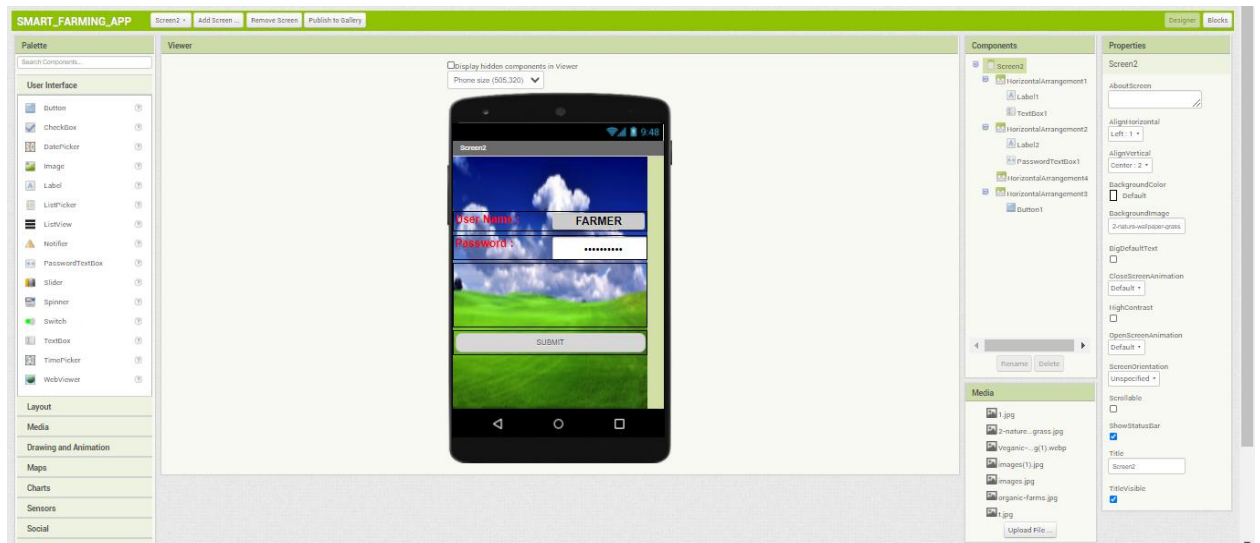 SMART_FARMING_APP
Screen2
Add Screen ...
Remove Screen
Publish to Gallery
Designer
Blocks
Palette
Search Components...
User Interface
Button
CheckBox
DatePicker
Image
Label
ListPicker
ListView
Notifier
PasswordTextBox
Slider
Spinner
Switch
TextBox
TimePicker
WebViewer
Layout
Media
Drawing and Animation
Maps
Charts
Sensors
Social
Viewer
Display hidden components in Viewer
Phone size (505,320)
9:48
Screen2
User Name :
FARMER
Password :
••••••••••
SUBMIT
Components
Screen2
HorizontalArrangement1
Label1
TextBox1
HorizontalArrangement2
Label2
PasswordTextBox1
HorizontalArrangement4
HorizontalArrangement3
Button1
Rename
Delete
Media
1.jpg
2-nature...grass.jpg
Veganic-...g(1).webp
images(1).jpg
images.jpg
organic-farms.jpg
t.jpg
Upload File ...
Properties
Screen2
AboutScreen
AlignHorizontal
Left : 1
AlignVertical
Center : 2
BackgroundColor
Default
BackgroundImage
2-nature-wallpaper-grass
BigDefaultText
CloseScreenAnimation
Default
HighContrast
OpenScreenAnimation
Default
ScreenOrientation
Unspecified
Scrollable
ShowStatusBar
Title
Screen2
TitleVisible